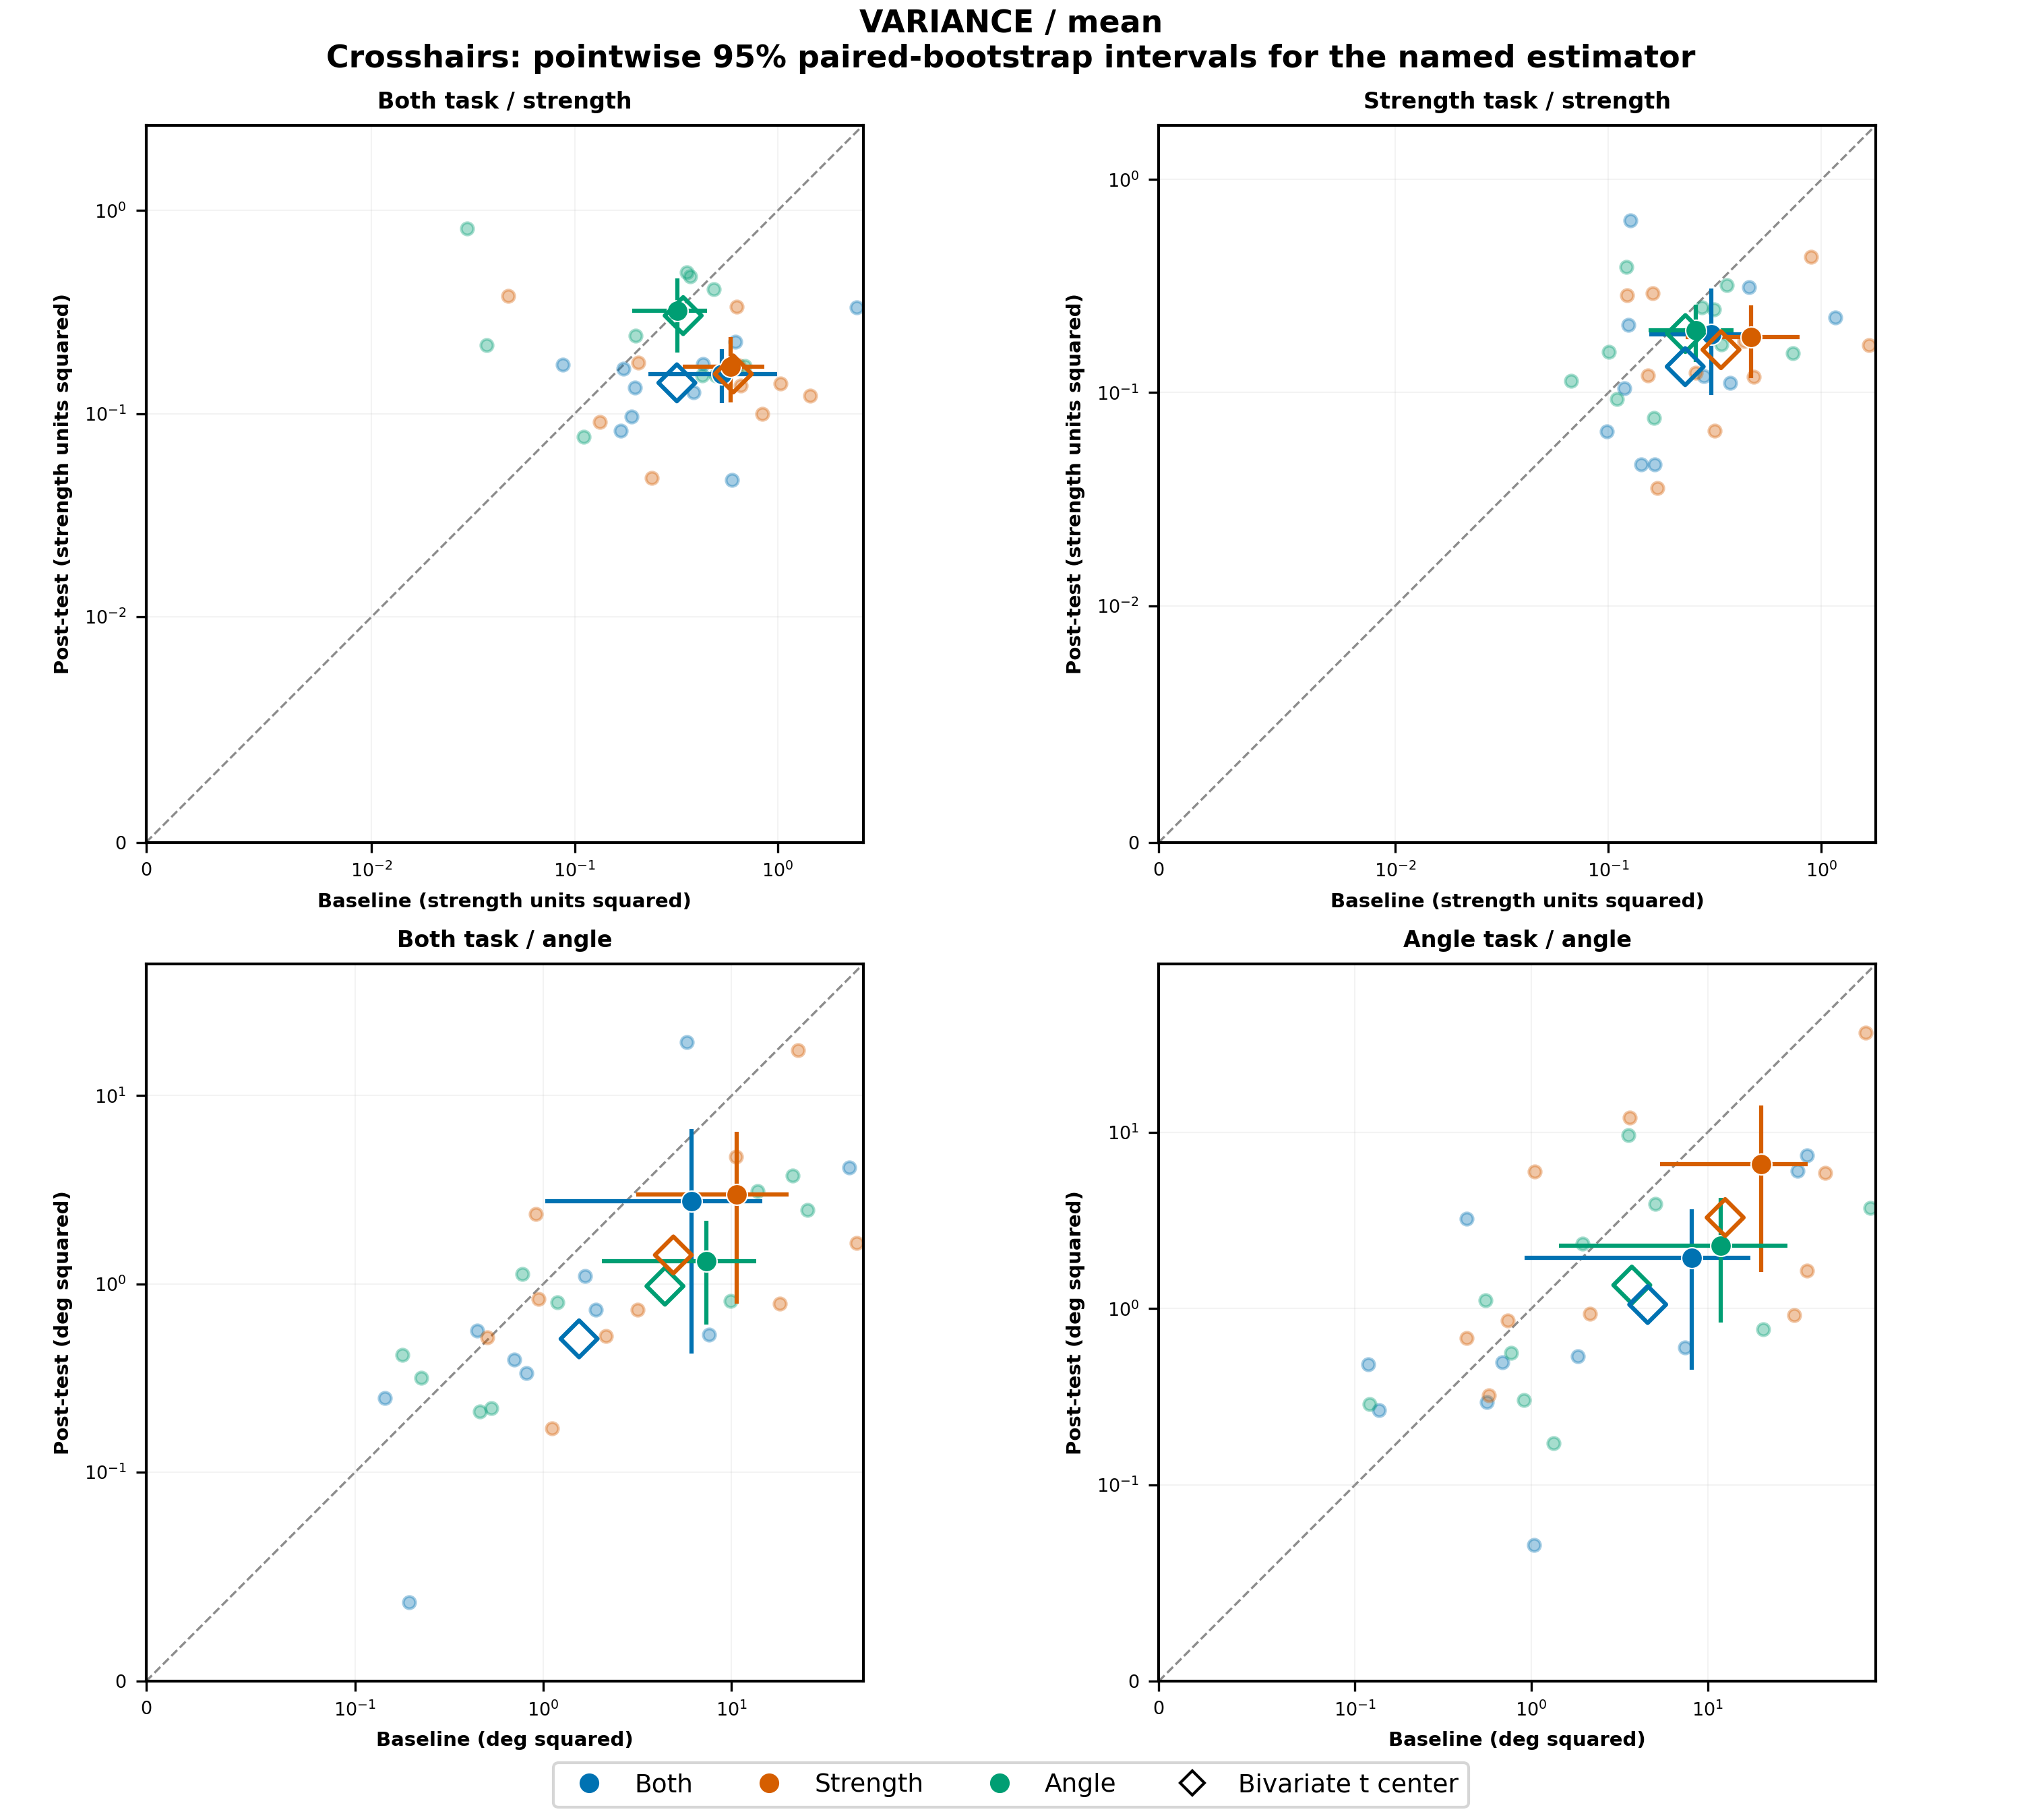 VARIANCE / mean
Crosshairs: pointwise 95% paired-bootstrap intervals for the named estimator
Both task / strength
Post-test (strength units squared)
10⁰
10⁻¹
10⁻²
0
0
10⁻²
10⁻¹
10⁰
Baseline (strength units squared)
Strength task / strength
Post-test (strength units squared)
10⁰
10⁻¹
10⁻²
0
0
10⁻²
10⁻¹
10⁰
Baseline (strength units squared)
Both task / angle
Post-test (deg squared)
10¹
10⁰
10⁻¹
0
0
10⁻¹
10⁰
10¹
Baseline (deg squared)
Angle task / angle
Post-test (deg squared)
10¹
10⁰
10⁻¹
0
0
10⁻¹
10⁰
10¹
Baseline (deg squared)
Both
Strength
Angle
Bivariate t center